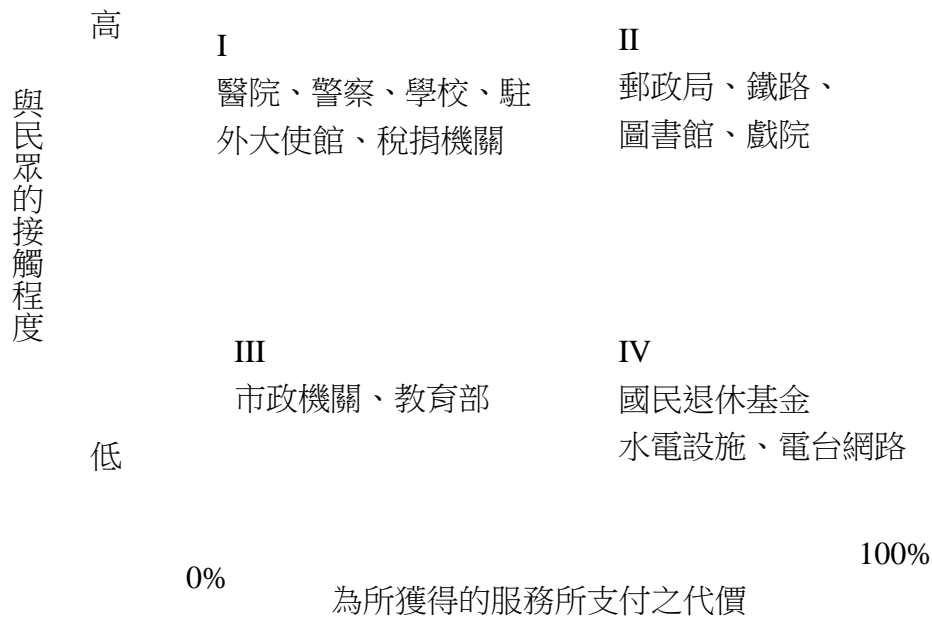 高
I
醫院、警察、學校、駐
外大使館、稅捐機關
II
郵政局、鐵路、
圖書館、戲院
與民眾的接觸程度
III
市政機關、教育部
IV
國民退休基金
水電設施、電台網路
低
0%
100%
為所獲得的服務所支付之代價